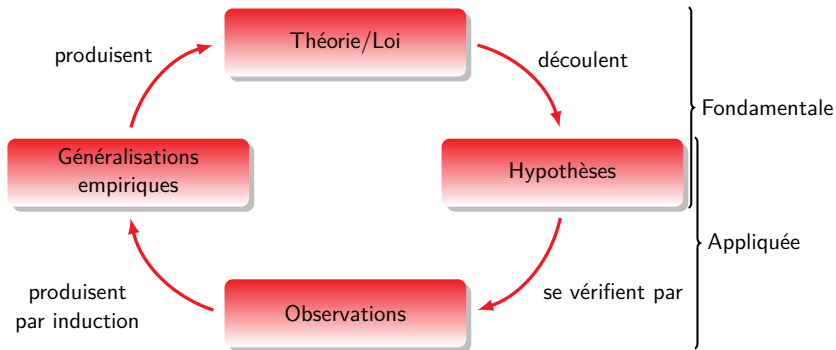 Théorie/Loi
produisent
découlent
Fondamentale
Généralisations
empiriques
Hypothèses
Appliquée
produisent
par induction
Observations
se vérifient par